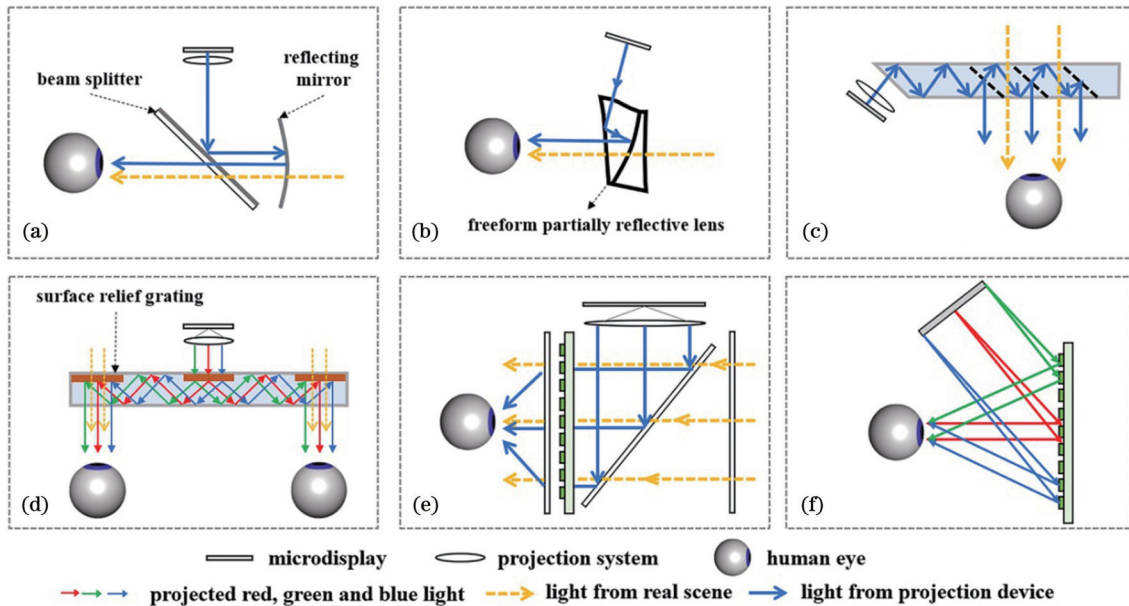 beam splitter
reflecting
mirror
(a)
freeform partially reflective lens
(b)
(c)
surface relief grating
(d)
(e)
(f)
microdisplay
projection system
human eye
projected red, green and blue light
light from real scene
light from projection device